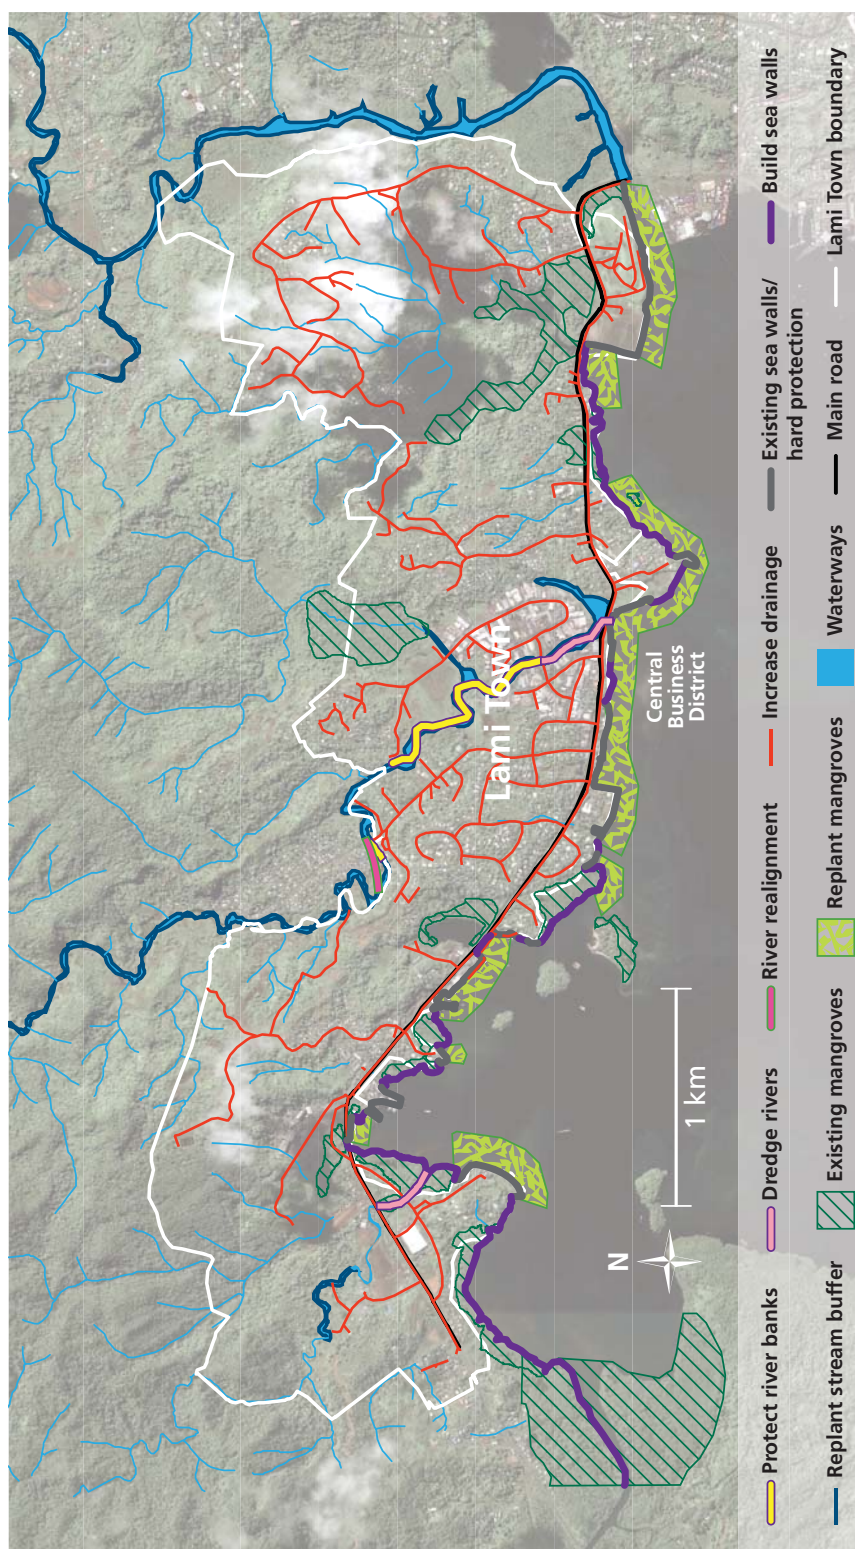 Lami Town
Central
Business
District
1 km
N
Protect river banks
Dredge rivers
River realignment
Increase drainage
Existing sea walls/
hard protection
Build sea walls
Replant stream buffer
Existing mangroves
Replant mangroves
Waterways
Main road
Lami Town boundary